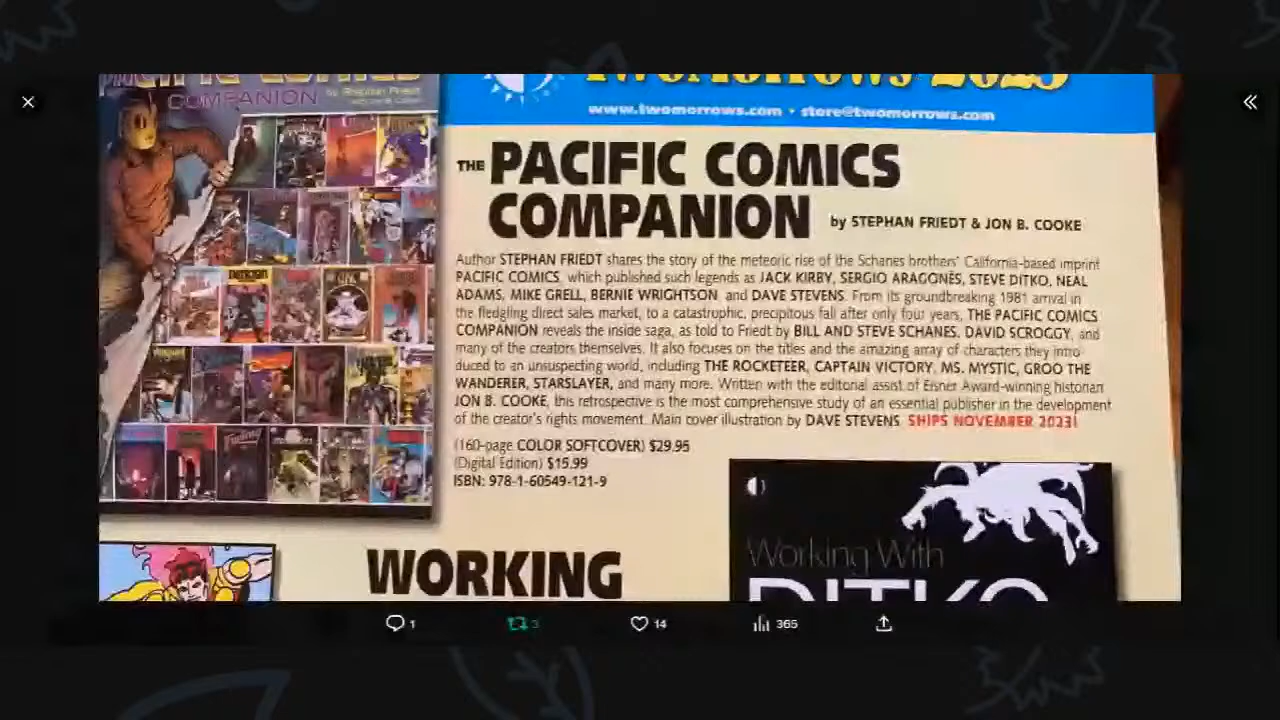 PACIFIC COMICS
COMPANION by Stephan Friedt
TwoMorrows 2023
www.twomorrows.com • store@twomorrows.com
THE PACIFIC COMICS
COMPANION by STEPHAN FRIEDT & JON B. COOKE
Author STEPHAN FRIEDT shares the story of the meteoric rise of the Schanes brothers' California-based imprint
PACIFIC COMICS, which published such legends as JACK KIRBY, SERGIO ARAGONÉS, STEVE DITKO, NEAL
ADAMS, MIKE GRELL, BERNIE WRIGHTSON and DAVE STEVENS. From its groundbreaking 1981 arrival in
the fledgling direct sales market, to a catastrophic, precipitous fall after only four years, THE PACIFIC COMICS
COMPANION reveals the inside saga, as told to Friedt by BILL AND STEVE SCHANES, DAVID SCROGGY, and
many of the creators themselves. It also focuses on the titles and the amazing array of characters they intro
duced to an unsuspecting world, including THE ROCKETEER, CAPTAIN VICTORY, MS. MYSTIC, GROO THE
WANDERER, STARSLAYER, and many more. Written with the editorial assist of Eisner Award-winning historian
JON B. COOKE, this retrospective is the most comprehensive study of an essential publisher in the development
of the creator's rights movement. Main cover illustration by DAVE STEVENS. SHIPS NOVEMBER 2023!
(160-page COLOR SOFTCOVER) $29.95
(Digital Edition) $15.99
ISBN: 978-1-60549-121-9
WORKING
Working With
DITKO
1
3
14
365